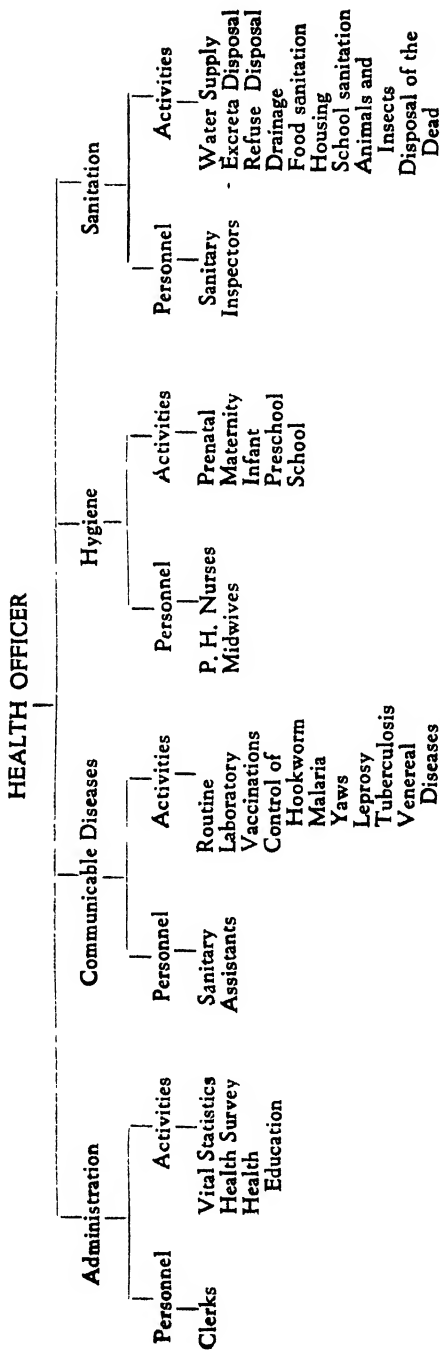 HEALTH OFFICER
Administration
Personnel
Clerks
Activities
Vital Statistics
Health Survey
Health
Education
Communicable Diseases
Personnel
Sanitary
Assistants
Activities
Routine
Laboratory
Vaccinations
Control of
Hookworm
Malaria
Yaws
Leprosy
Tuberculosis
Venereal
Diseases
Hygiene
Personnel
P. H. Nurses
Midwives
Activities
Prenatal
Maternity
Infant
Preschool
School
Sanitation
Personnel
Sanitary
Inspectors
Activities
Water Supply
Excreta Disposal
Refuse Disposal
Drainage
Food sanitation
Housing
School sanitation
Animals and
Insects
Disposal of the
Dead